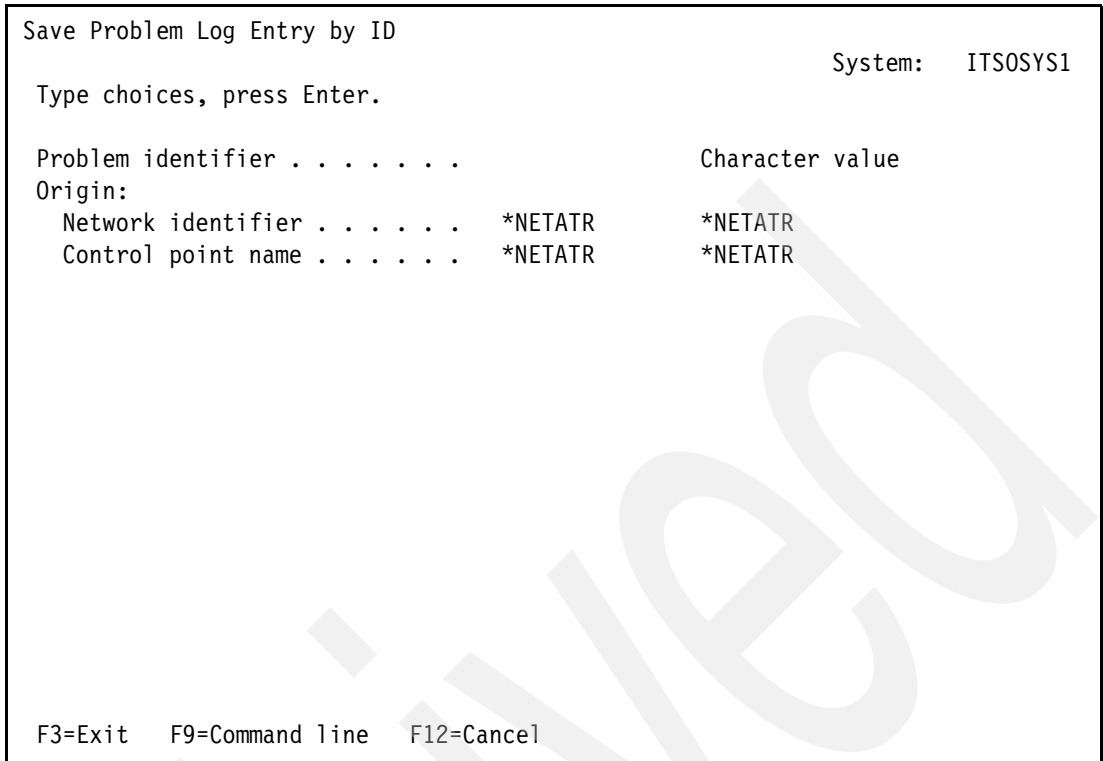 Save Problem Log Entry by ID
System: ITSOSYS1
Type choices, press Enter.
Problem identifier . . . . . . . Character value
Origin:
Network identifier . . . . . . *NETATR *NETATR
Control point name . . . . . . *NETATR *NETATR
F3=Exit F9=Command line F12=Cancel